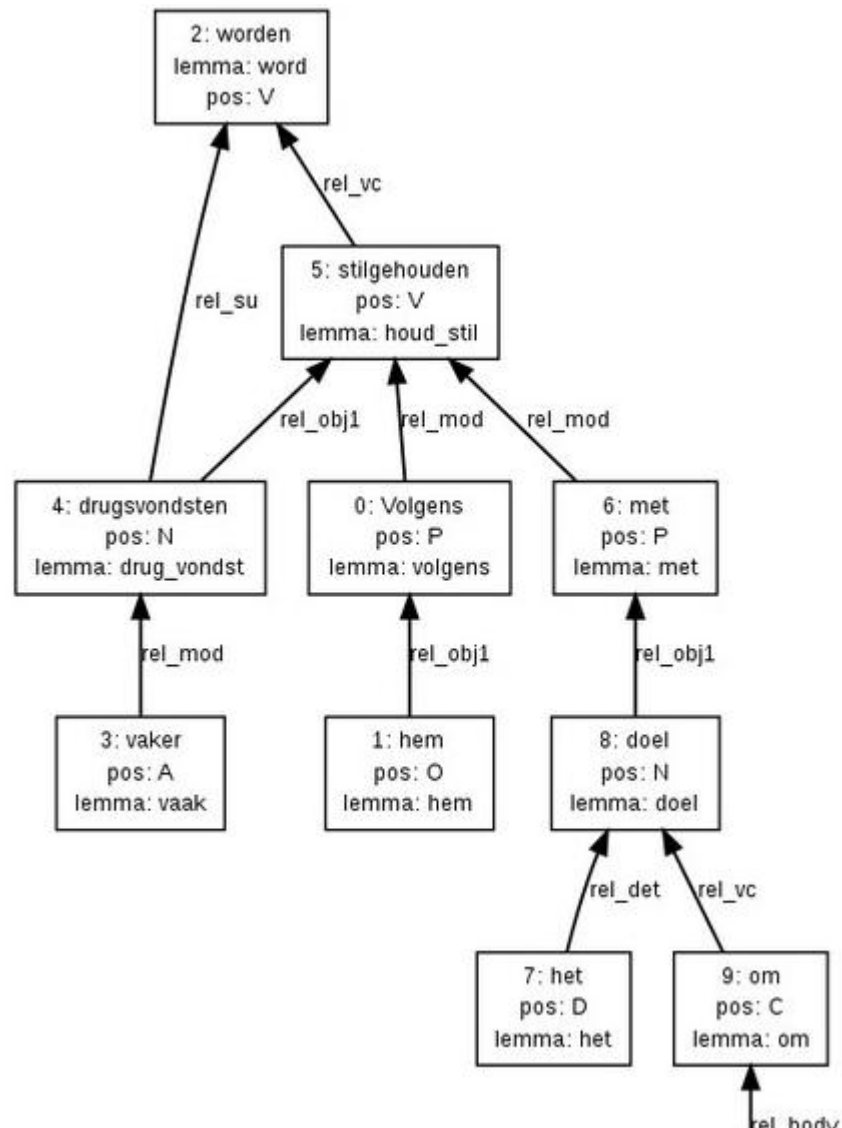 2: worden
lemma: word
pos: V
rel_vc
rel_su
5: stilgehouden
pos: V
lemma: houd_stil
rel_obj1
rel_mod
rel_mod
4: drugsvondsten
pos: N
lemma: drug_vondst
0: Volgens
pos: P
lemma: volgens
6: met
pos: P
lemma: met
rel_mod
rel_obj1
rel_obj1
3: vaker
pos: A
lemma: vaak
1: hem
pos: O
lemma: hem
8: doel
pos: N
lemma: doel
rel_det
rel_vc
7: het
pos: D
lemma: het
9: om
pos: C
lemma: om
rel_body